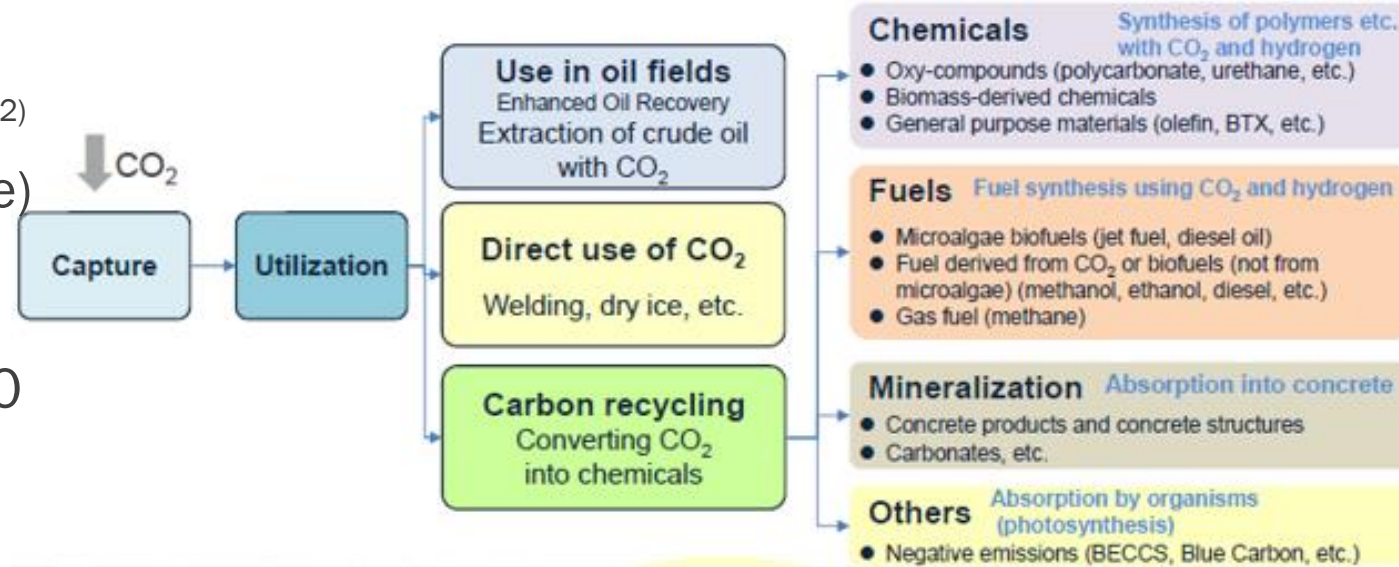 2)
e)
0
CO₂
Capture
Utilization
Use in oil fields
Enhanced Oil Recovery
Extraction of crude oil
with CO₂
Direct use of CO₂
Welding, dry ice, etc.
Carbon recycling
Converting CO₂
into chemicals
Chemicals
Synthesis of polymers etc.
with CO₂ and hydrogen
● Oxy-compounds (polycarbonate, urethane, etc.)
● Biomass-derived chemicals
● General purpose materials (olefin, BTX, etc.)
Fuels Fuel synthesis using CO₂ and hydrogen
● Microalgae biofuels (jet fuel, diesel oil)
● Fuel derived from CO₂ or biofuels (not from
microalgae) (methanol, ethanol, diesel, etc.)
● Gas fuel (methane)
Mineralization Absorption into concrete
● Concrete products and concrete structures
● Carbonates, etc.
Others Absorption by organisms
(photosynthesis)
● Negative emissions (BECCS, Blue Carbon, etc.)